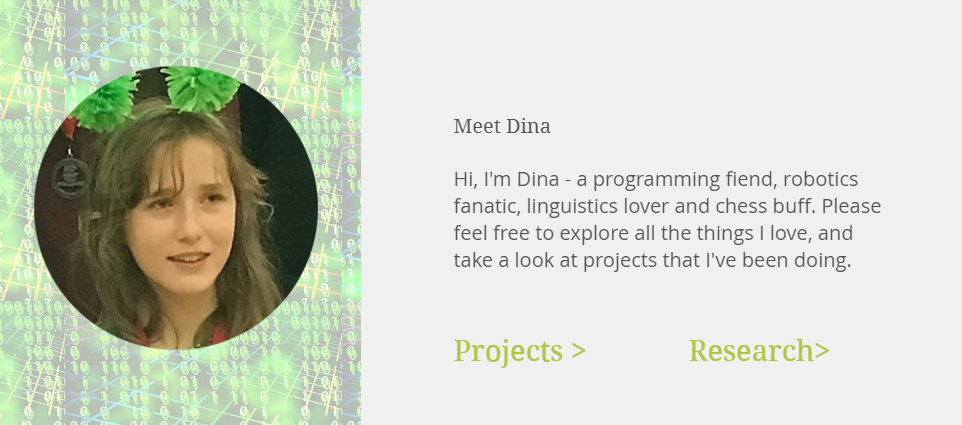 Meet Dina
Hi, I'm Dina - a programming fiend, robotics
fanatic, linguistics lover and chess buff. Please
feel free to explore all the things I love, and
take a look at projects that I've been doing.
Projects > Research>